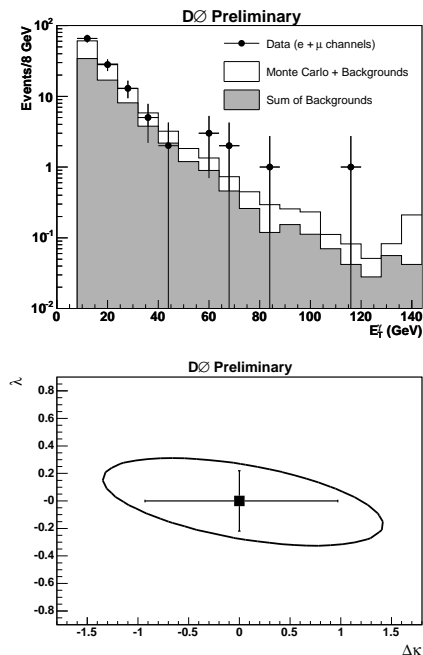 DØ Preliminary
Events/8 GeV
10²
10
1
10⁻¹
10⁻²
Data (e + μ channels)
Monte Carlo + Backgrounds
Sum of Backgrounds
0 20 40 60 80 100 120 140
E_T^γ (GeV)
DØ Preliminary
λ
0.8
0.6
0.4
0.2
-0
-0.2
-0.4
-0.6
-0.8
-1.5 -1 -0.5 0 0.5 1 1.5
Δκ